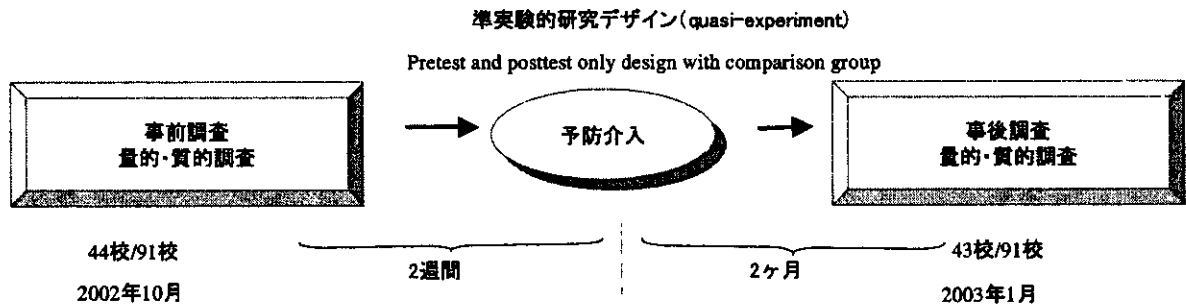 準実験的研究デザイン(quasi-experiment)
Pretest and posttest only design with comparison group
事前調査
量的・質的調査
予防介入
事後調査
量的・質的調査
44校/91校
2週間
2ヶ月
43校/91校
2002年10月
2003年1月